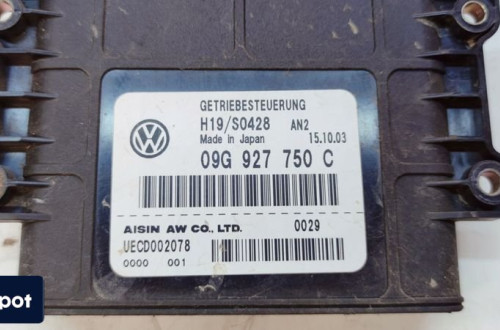 GETRIEBESTEUERUNG
H19/S0428 AN2
Made in Japan 15.10.03
09G 927 750 C
AISIN AW CO., LTD. 0029
UECD002078
0000 001
pot